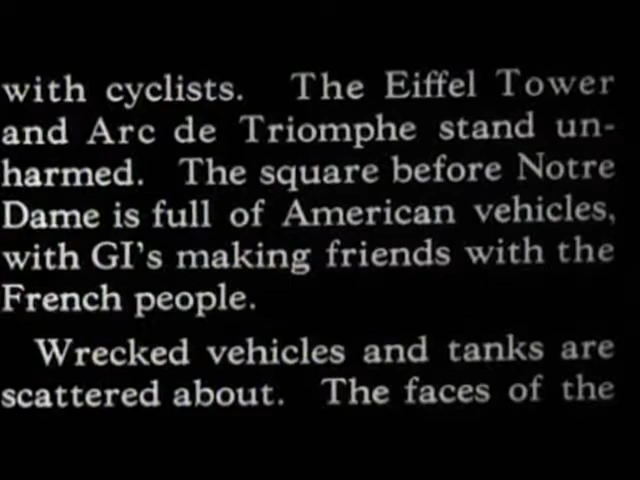 with cyclists. The Eiffel Tower
and Arc de Triomphe stand un-
harmed. The square before Notre
Dame is full of American vehicles,
with GI's making friends with the
French people.
Wrecked vehicles and tanks are
scattered about. The faces of the